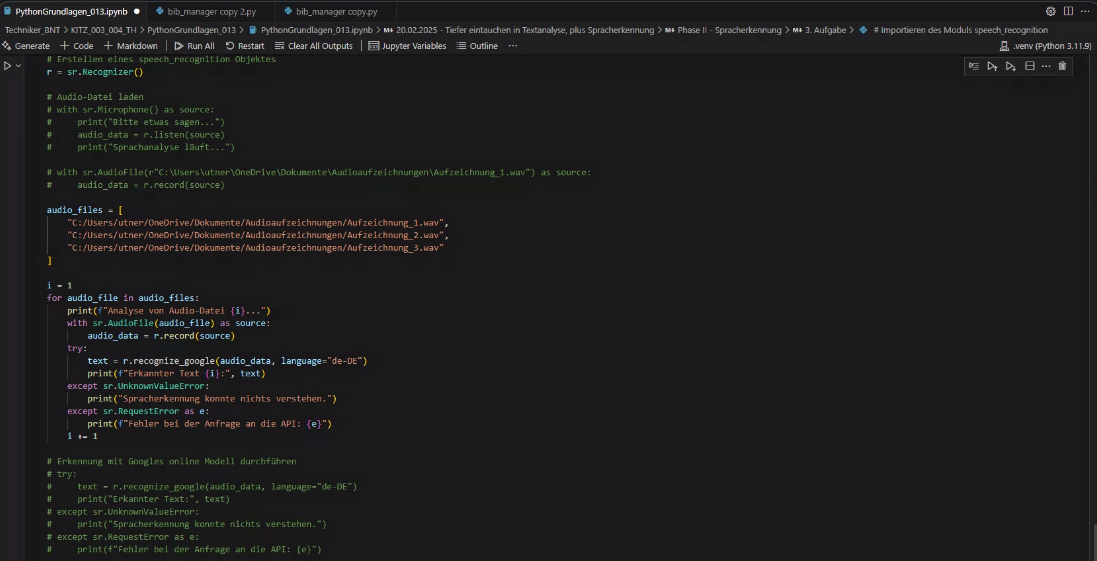 PythonGrundlagen_013.ipynb bib_manager copy 2.py bib_manager copy.py
Techniker_BNT > KITZ_003_004_TH > PythonGrundlagen_013 > PythonGrundlagen_013.ipynb > M↓ 20.02.2025 - Tiefer eintauchen in Textanalyse, plus Spracherkennung > M↓ Phase II - Spracherkennung > M↓ 3. Aufgabe > # Importieren des Moduls speech_recognition
Generate + Code + Markdown Run All Restart Clear All Outputs Jupyter Variables Outline ... .venv (Python 3.11.9)
# Erstellen eines speech_recognition Objektes
r = sr.Recognizer()
# Audio-Datei laden
# with sr.Microphone() as source:
#     print("Bitte etwas sagen...")
#     audio_data = r.listen(source)
#     print("Sprachanalyse läuft...")
# with sr.AudioFile(r"C:\Users\utner\OneDrive\Dokumente\Audioaufzeichnungen\Aufzeichnung_1.wav") as source:
#     audio_data = r.record(source)
audio_files = [
    "C:/Users/utner/OneDrive/Dokumente/Audioaufzeichnungen/Aufzeichnung_1.wav",
    "C:/Users/utner/OneDrive/Dokumente/Audioaufzeichnungen/Aufzeichnung_2.wav",
    "C:/Users/utner/OneDrive/Dokumente/Audioaufzeichnungen/Aufzeichnung_3.wav"
]
i = 1
for audio_file in audio_files:
    print(f"Analyse von Audio-Datei {i}...")
    with sr.AudioFile(audio_file) as source:
        audio_data = r.record(source)
    try:
        text = r.recognize_google(audio_data, language="de-DE")
        print(f"Erkannter Text {i}:", text)
    except sr.UnknownValueError:
        print("Spracherkennung konnte nichts verstehen.")
    except sr.RequestError as e:
        print(f"Fehler bei der Anfrage an die API: {e}")
    i += 1
# Erkennung mit Googles online Modell durchführen
# try:
#     text = r.recognize_google(audio_data, language="de-DE")
#     print("Erkannter Text:", text)
# except sr.UnknownValueError:
#     print("Spracherkennung konnte nichts verstehen.")
# except sr.RequestError as e:
#     print(f"Fehler bei der Anfrage an die API: {e}")